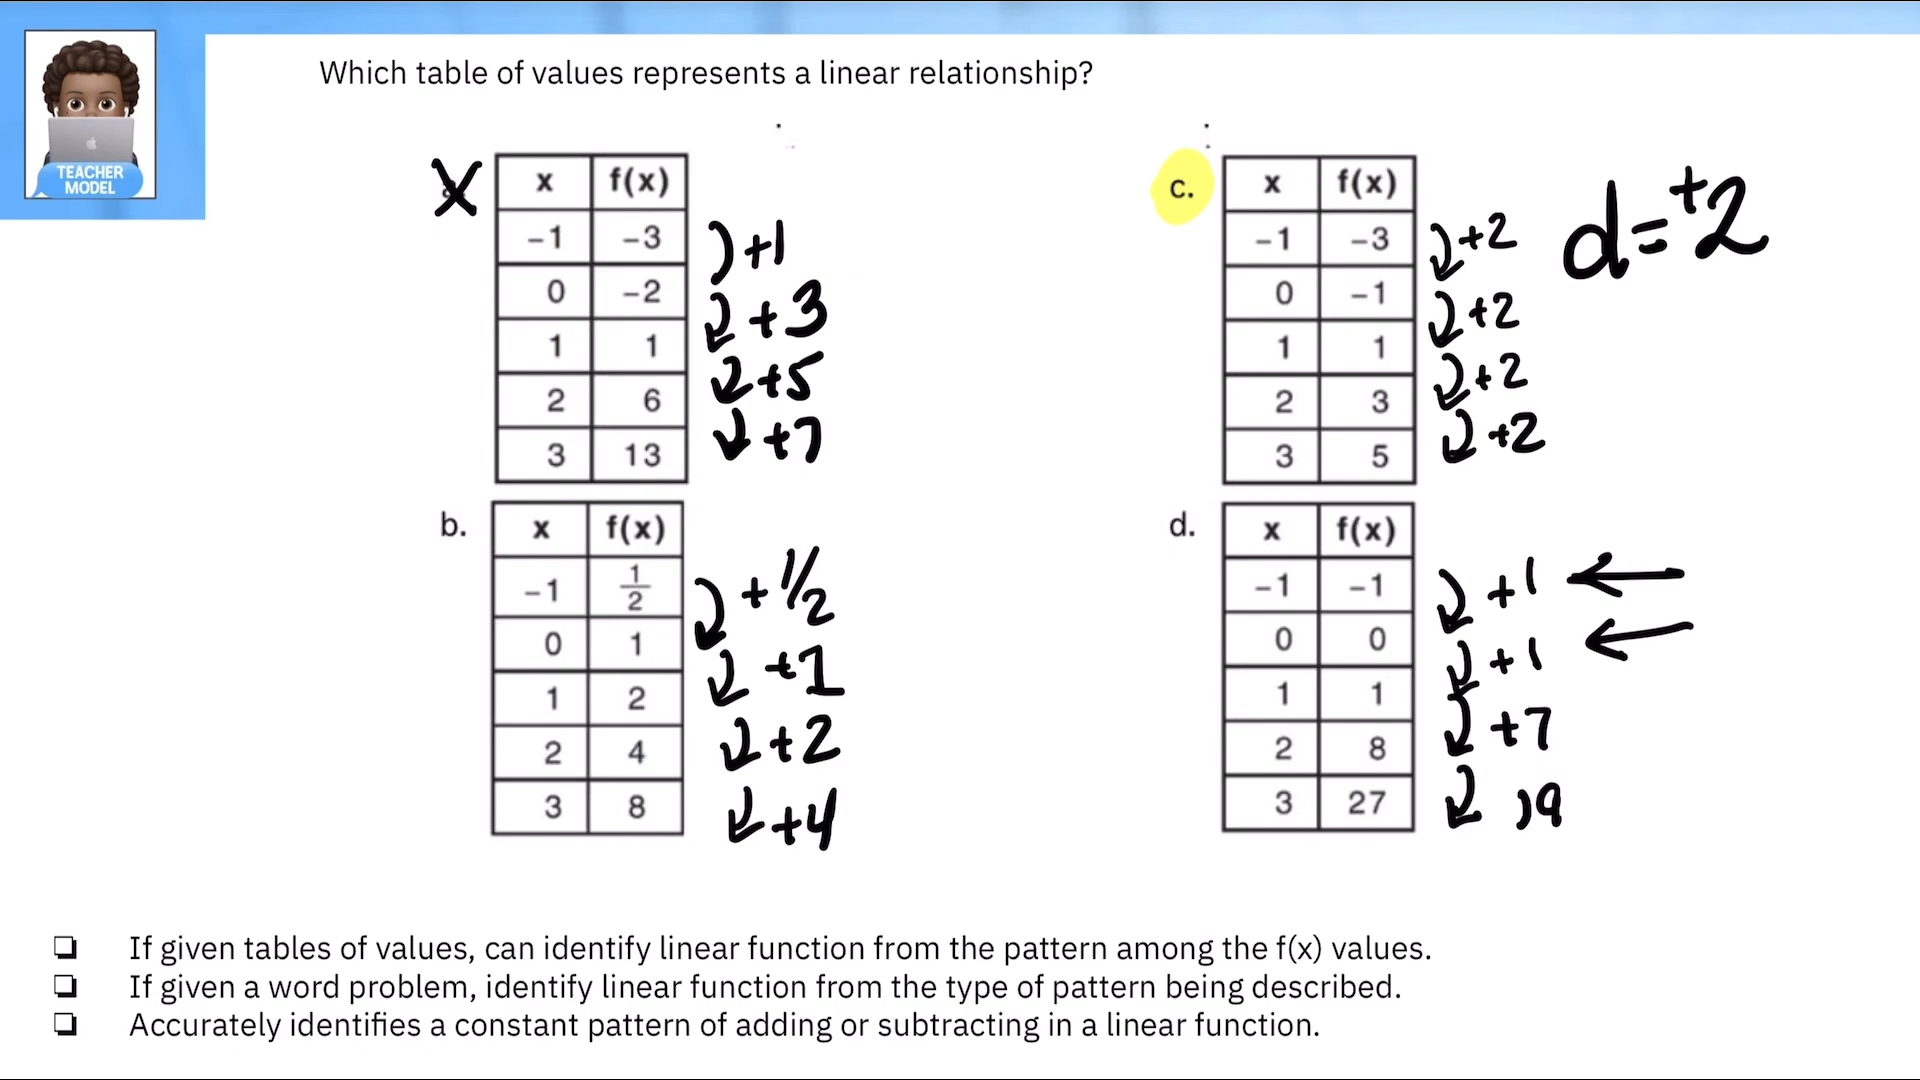 TEACHER
MODEL
Which table of values represents a linear relationship?
X
x f(x)
−1 −3
0 −2
1 1
2 6
3 13
+1
+3
+5
+7
b.
x f(x)
−1 1/2
0 1
1 2
2 4
3 8
+ 1/2
+1
+2
+4
c.
x f(x)
−1 −3
0 −1
1 1
2 3
3 5
+2
+2
+2
+2
d=+2
d.
x f(x)
−1 −1
0 0
1 1
2 8
3 27
+1
+1
+7
19
❏ If given tables of values, can identify linear function from the pattern among the f(x) values.
❏ If given a word problem, identify linear function from the type of pattern being described.
❏ Accurately identifies a constant pattern of adding or subtracting in a linear function.